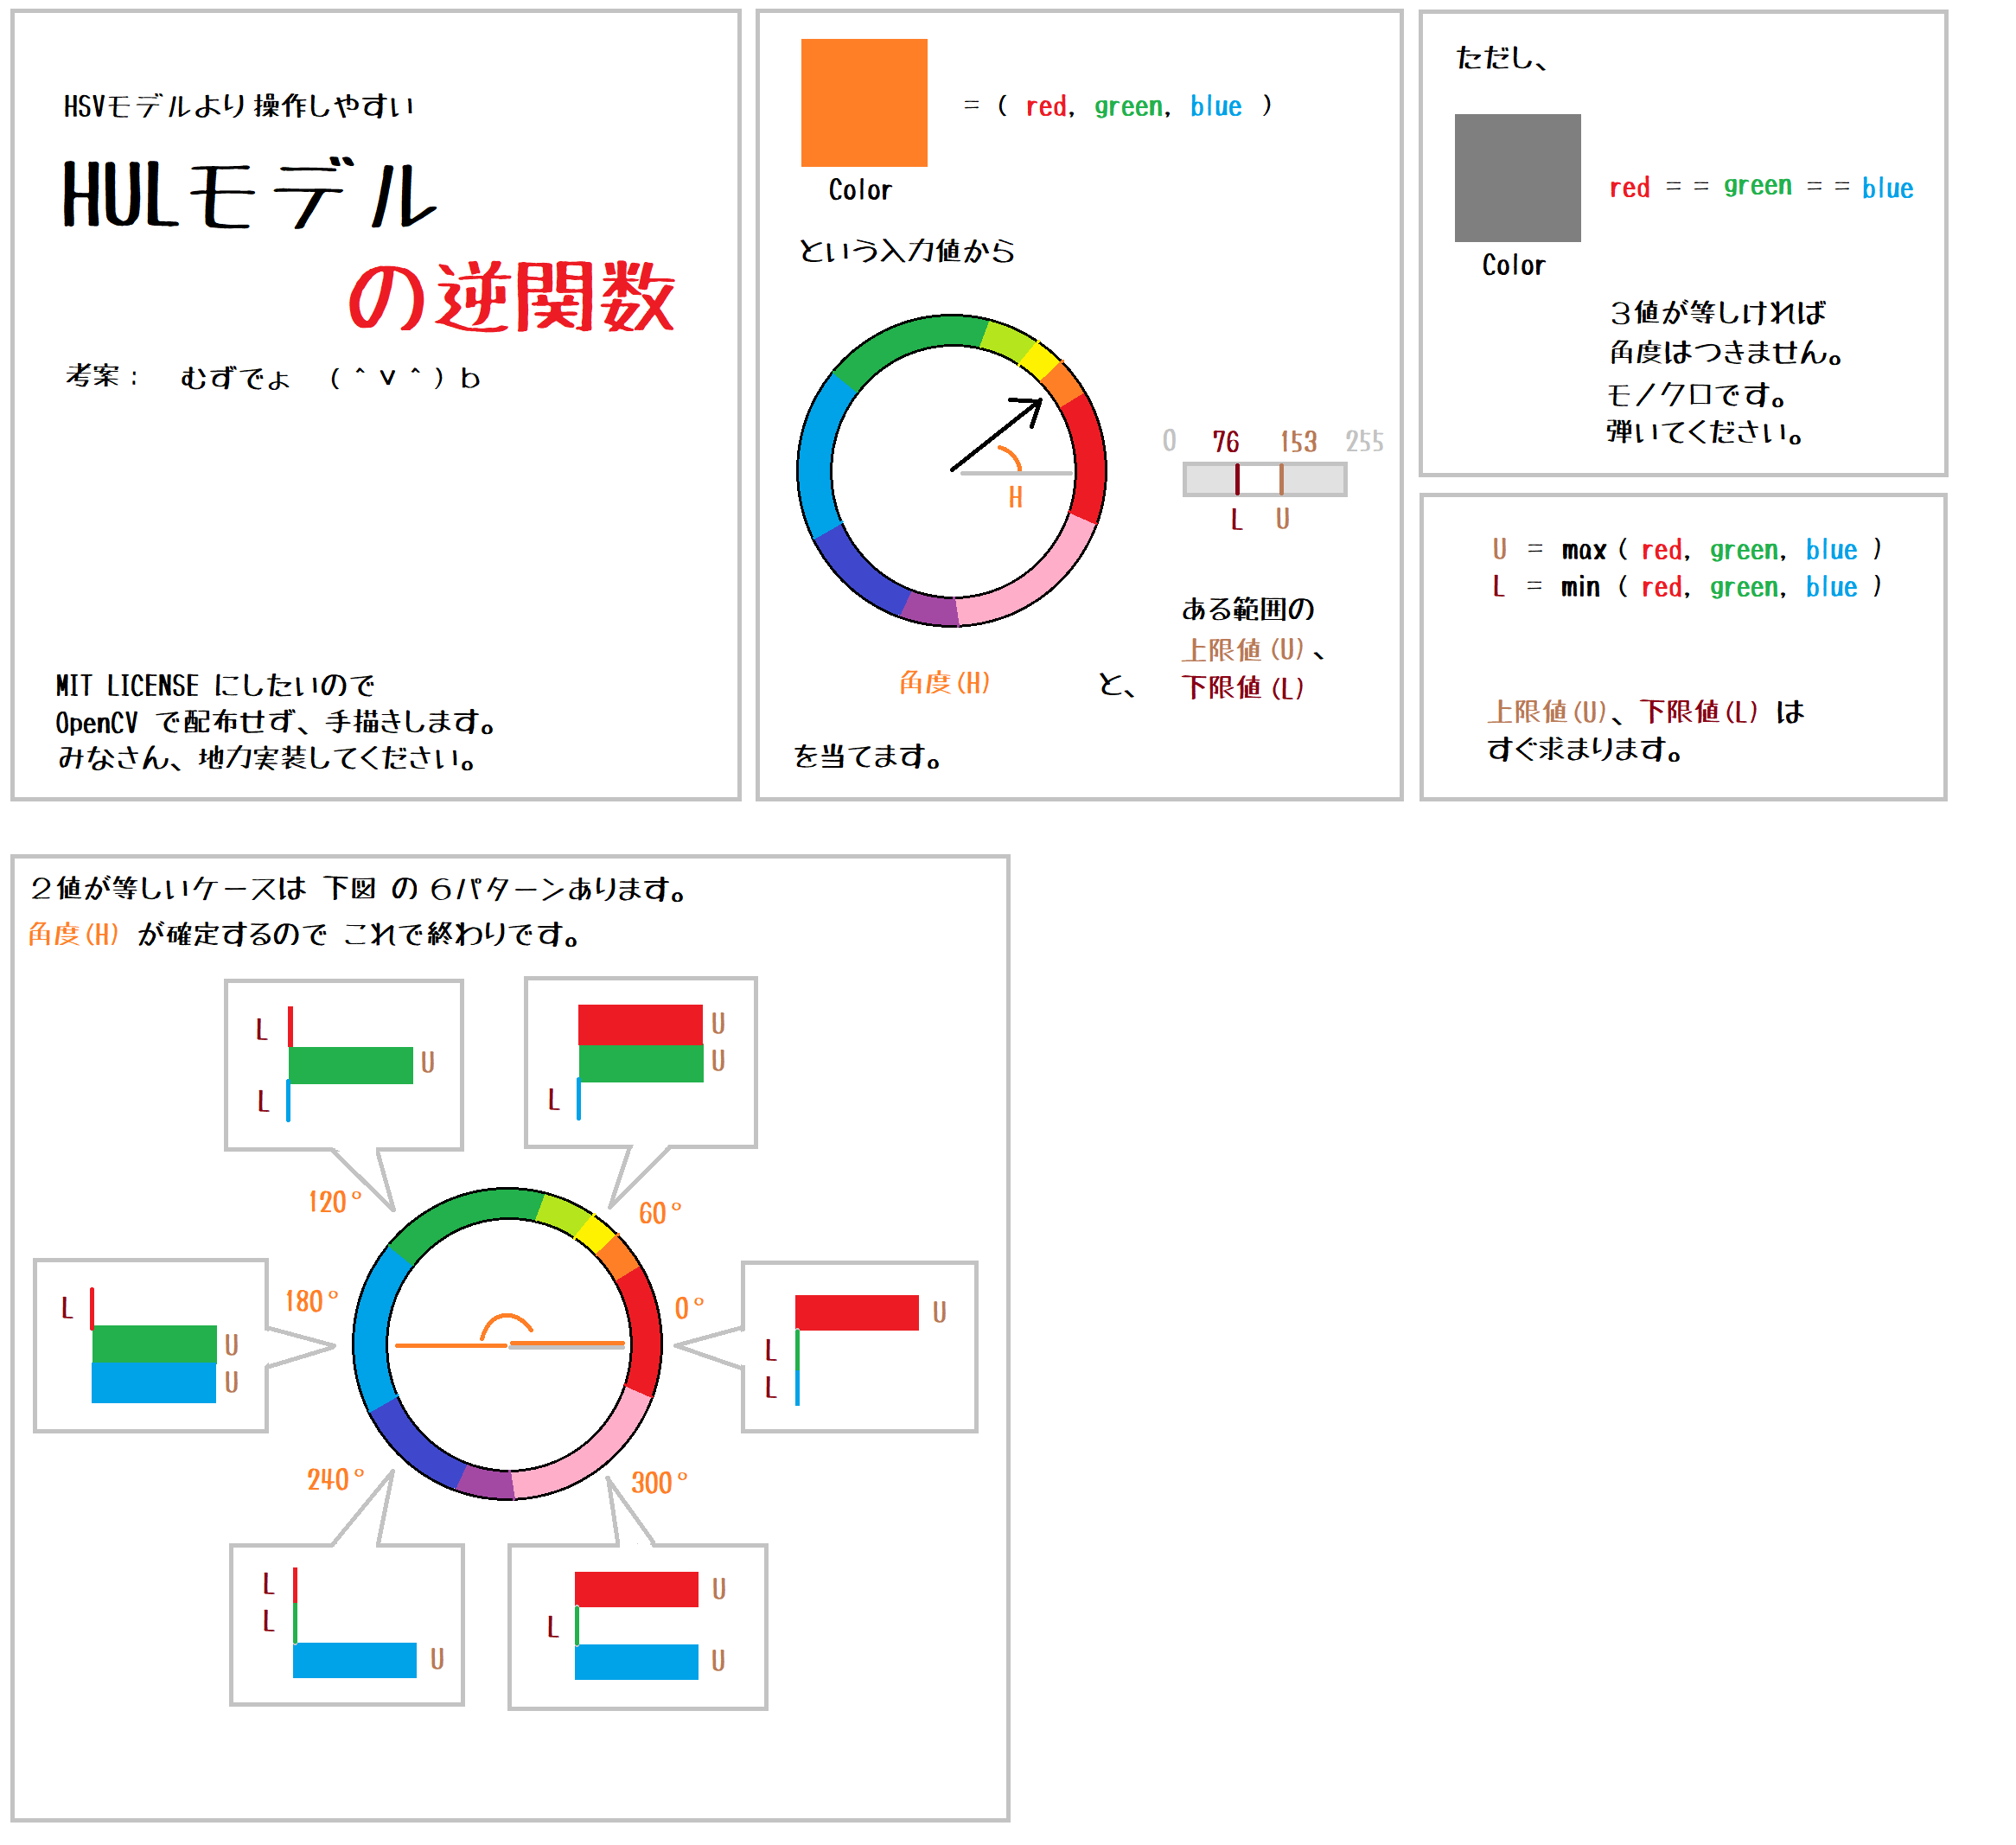 HSVモデルより操作しやすい
HULモデル
の逆関数
考案： むずでょ （＾∨＾）ｂ
MIT LICENSE にしたいので
OpenCV で配布せず、手描きします。
みなさん、地力実装してください。
= ( red, green, blue )
Color
という入力値から
H
0 76 153 255
L U
ある範囲の
上限値(U)、
角度(H) と、 下限値(L)
を当てます。
ただし、
red == green == blue
Color
３値が等しければ
角度はつきません。
モノクロです。
弾いてください。
U = max ( red, green, blue )
L = min ( red, green, blue )
上限値(U)、下限値(L) は
すぐ求まります。
２値が等しいケースは 下図 の ６パターンあります。
角度(H) が確定するので これで終わりです。
L
U
L
U
U
L
120°
60°
L
U
U
180°
0°
U
L
L
240°
300°
L
L
U
U
L
U